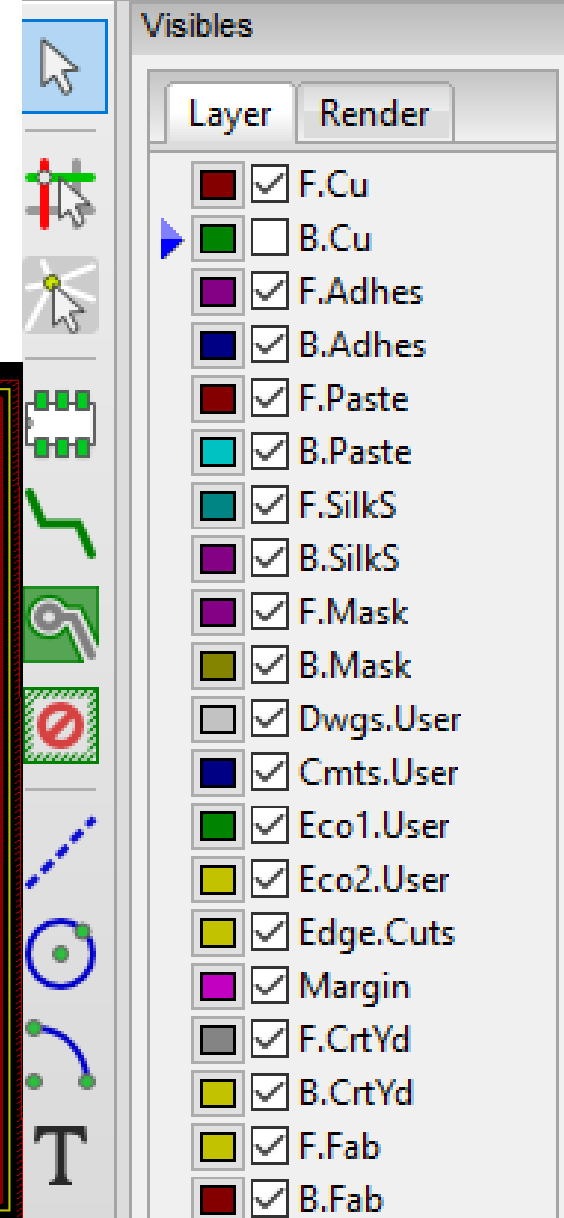 Visibles
Layer Render
F.Cu
B.Cu
F.Adhes
B.Adhes
F.Paste
B.Paste
F.SilkS
B.SilkS
F.Mask
B.Mask
Dwgs.User
Cmts.User
Eco1.User
Eco2.User
Edge.Cuts
Margin
F.CrtYd
B.CrtYd
F.Fab
B.Fab
T